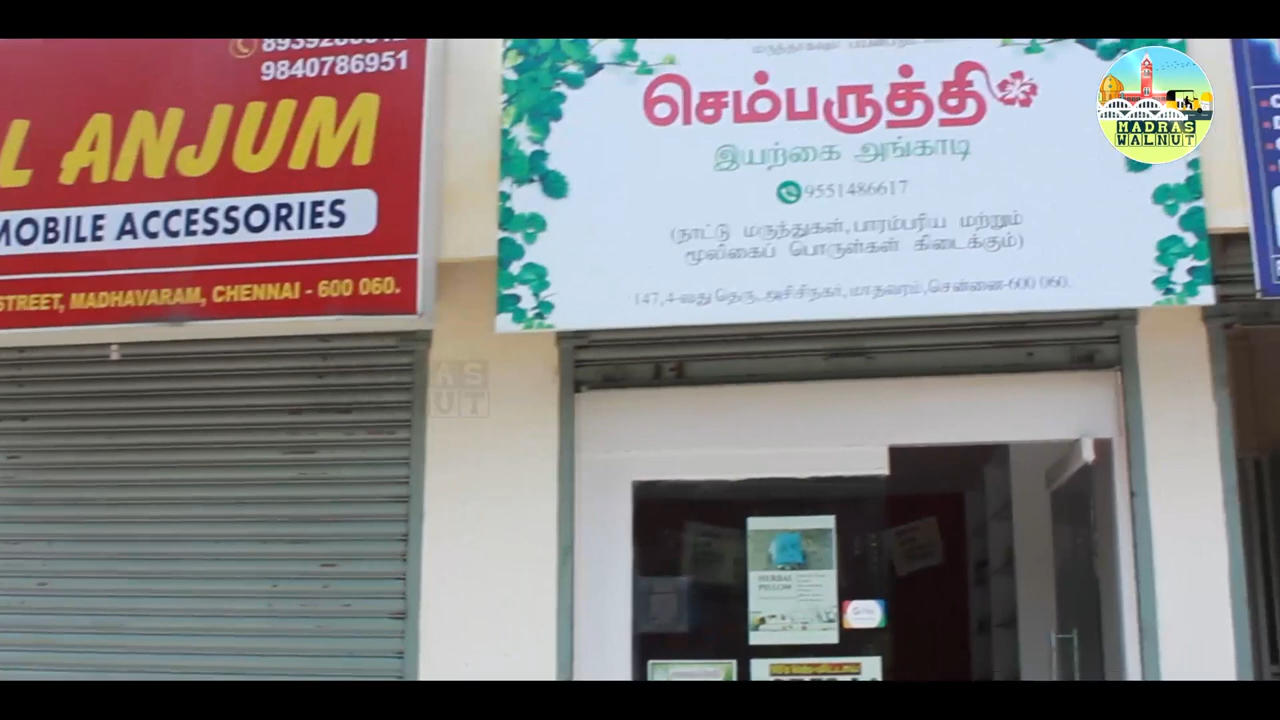 9840786951
L ANJUM
MOBILE ACCESSORIES
STREET, MADHAVARAM, CHENNAI - 600 060.
செம்பருத்தி
இயற்கை அங்காடி
9551486617
(நாட்டு மருந்துகள், பாரம்பரிய மற்றும்
மூலிகைப் பொருள்கள் கிடைக்கும்)
147, 4-வது தெரு, அசிசிநகர், மாதவரம், சென்னை-600 060.
MADRAS
WALNUT
HERBAL
PILLOW